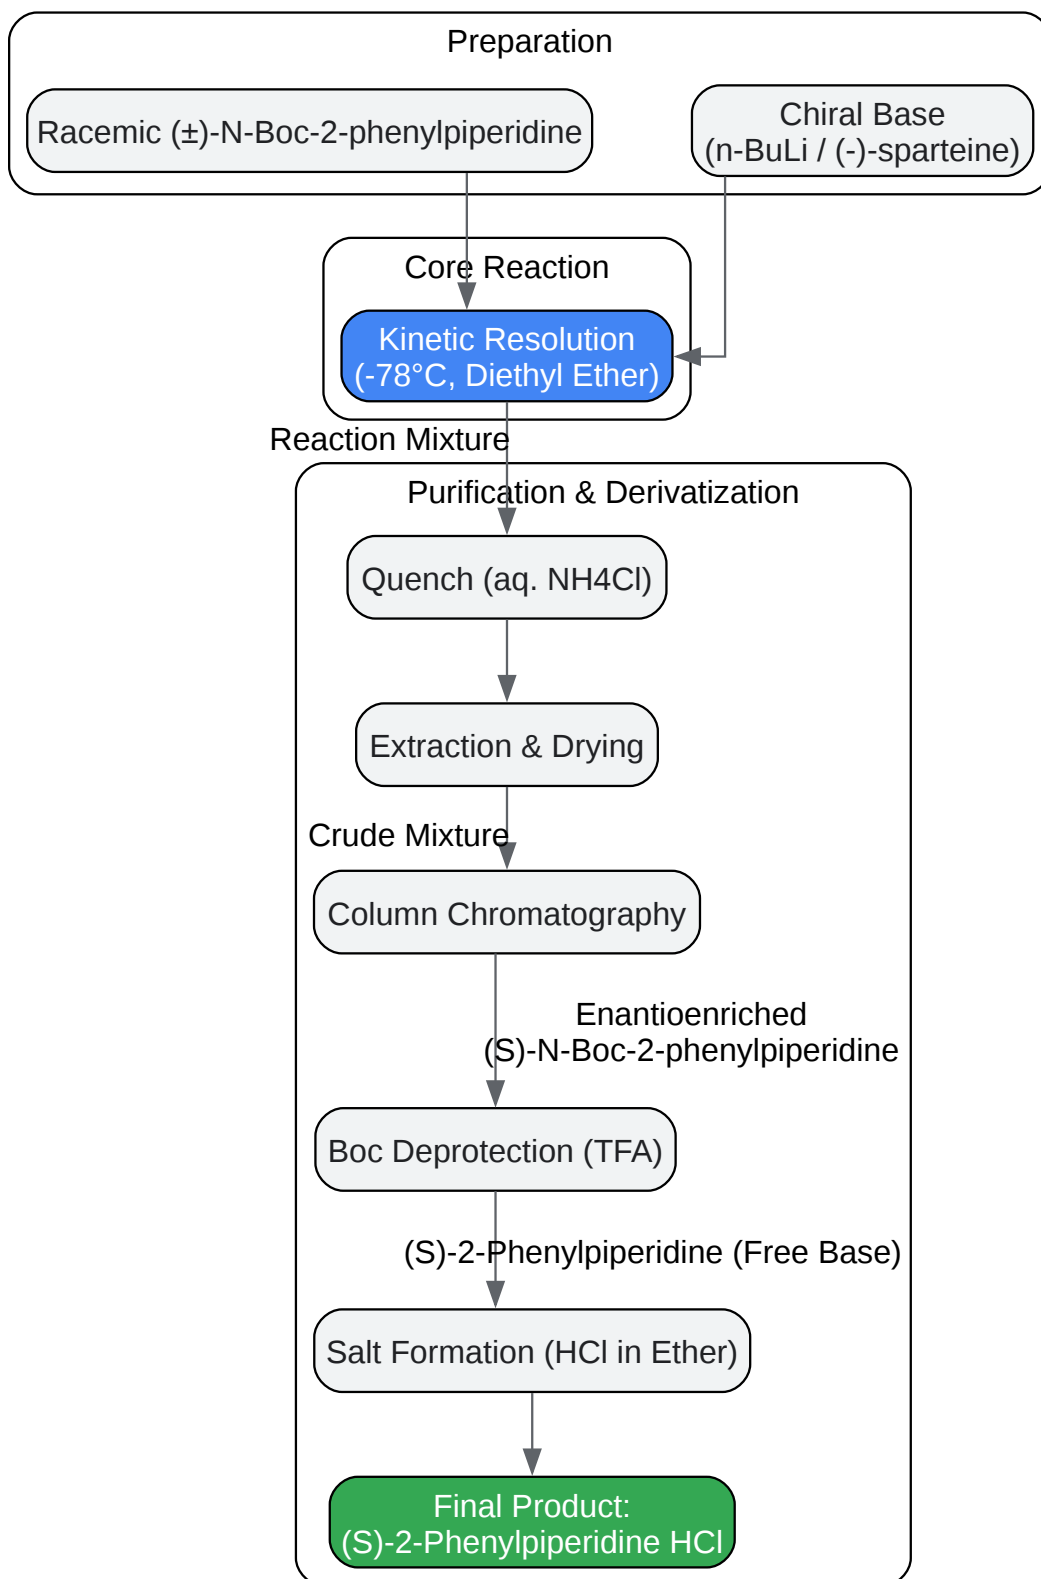 Preparation
Racemic (±)-N-Boc-2-phenylpiperidine
Chiral Base
(n-BuLi / (-)-sparteine)
Core Reaction
Kinetic Resolution
(-78°C, Diethyl Ether)
Reaction Mixture
Purification & Derivatization
Quench (aq. NH4Cl)
Extraction & Drying
Crude Mixture
Column Chromatography
Enantioenriched
(S)-N-Boc-2-phenylpiperidine
Boc Deprotection (TFA)
(S)-2-Phenylpiperidine (Free Base)
Salt Formation (HCl in Ether)
Final Product:
(S)-2-Phenylpiperidine HCl